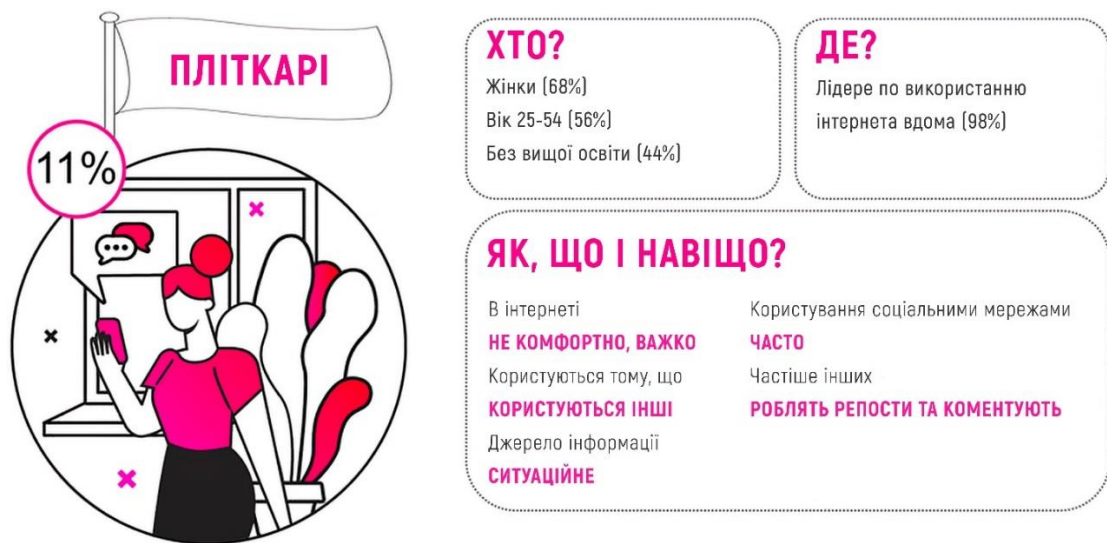 ПЛІТКАРІ
11%
ХТО?
Жінки (68%)
Вік 25-54 (56%)
Без вищої освіти (44%)
ДЕ?
Лідере по використанню
інтернета вдома (98%)
ЯК, ЩО І НАВІЩО?
В інтернеті
НЕ КОМФОРТНО, ВАЖКО
Користуються тому, що
КОРИСТУЮТЬСЯ ІНШІ
Джерело інформації
СИТУАЦІЙНЕ
Користування соціальними мережами
ЧАСТО
Частіше інших
РОБЛЯТЬ РЕПОСТИ ТА КОМЕНТУЮТЬ